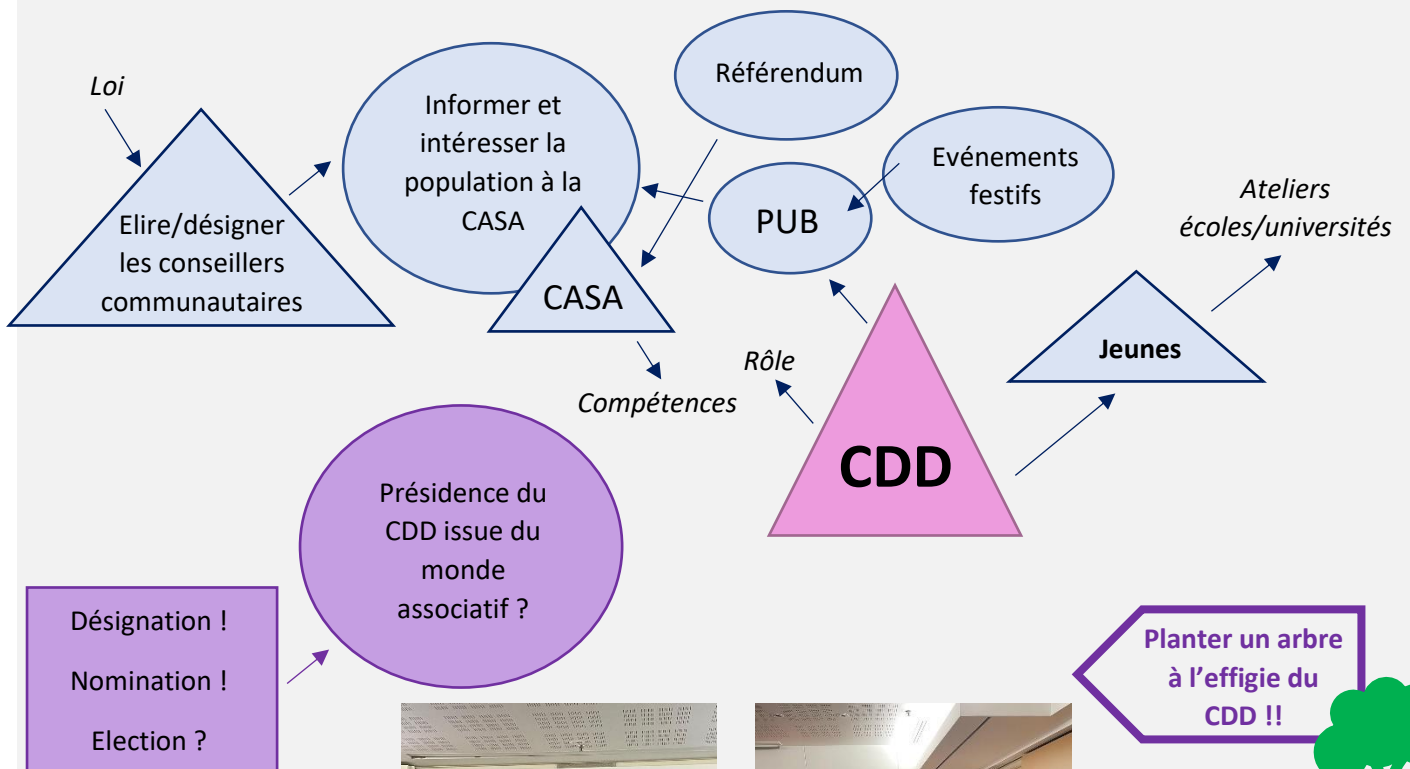 Loi
Elire/désigner
les conseillers
communautaires
Informer et
intéresser la
population à la
CASA
CASA
Compétences
Référendum
PUB
Evénements
festifs
Ateliers
écoles/universités
Jeunes
Rôle
CDD
Présidence du
CDD issue du
monde
associatif ?
Désignation !
Nomination !
Election ?
Planter un arbre
à l’effigie du
CDD !!